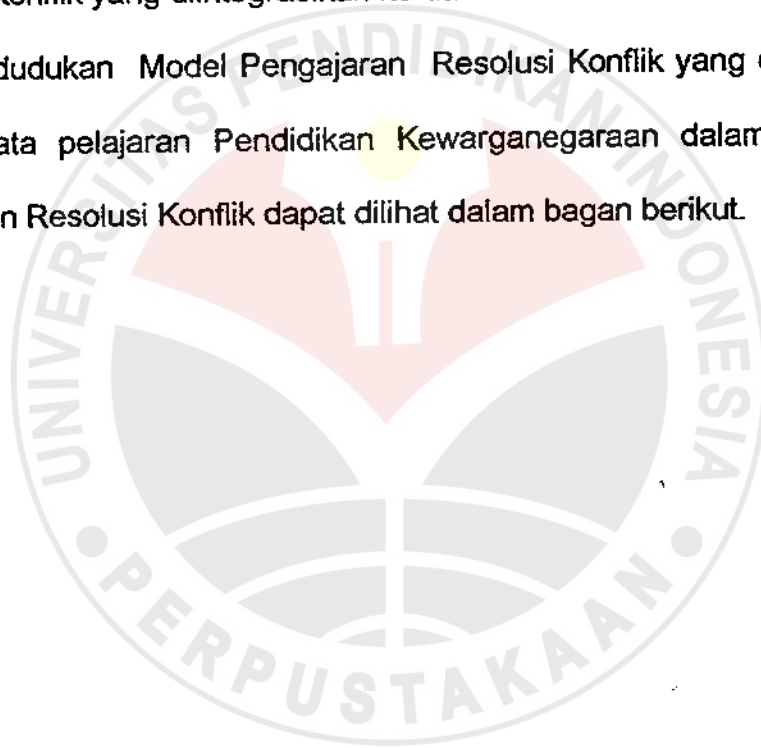 konflik yang diintegrasikan ke
dudukan Model Pengajaran Resolusi Konflik yang
ata pelajaran Pendidikan Kewarganegaraan dalam
n Resolusi Konflik dapat dilihat dalam bagan berikut.
UNIVERSITAS PENDIDIKAN INDONESIA
PERPUSTAKAAN